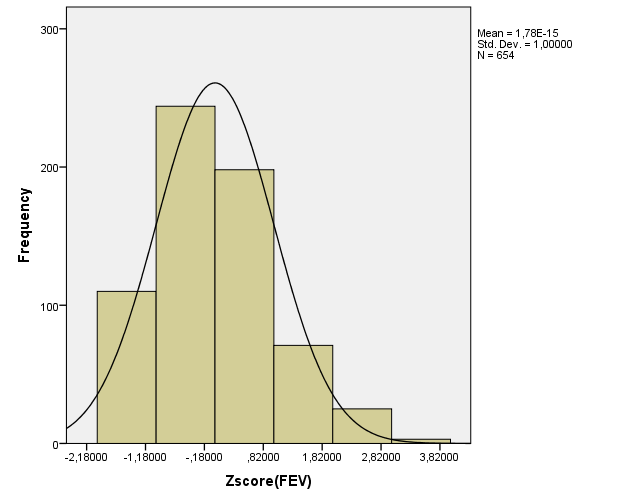 Mean = 1,78E-15
Std. Dev. = 1,00000
N = 654
300
200
100
0
Frequency
-2,18000 -1,18000 -,18000 ,82000 1,82000 2,82000 3,82000
Zscore(FEV)